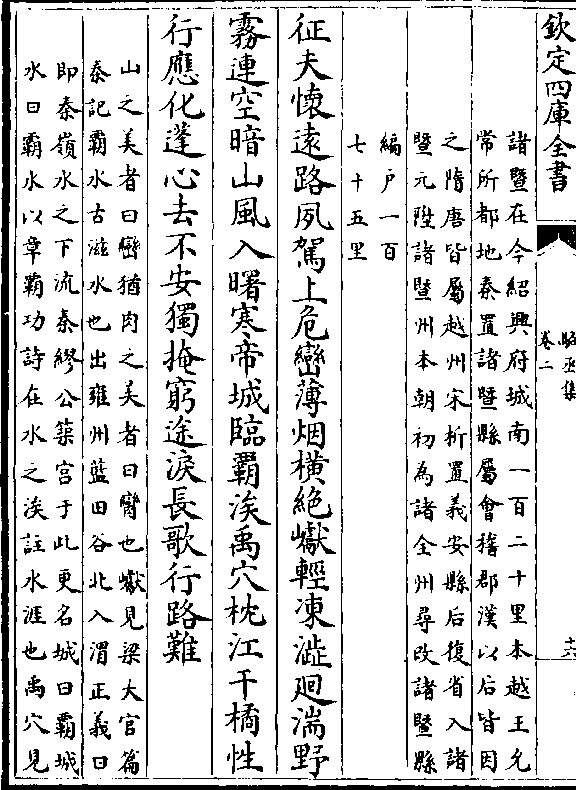 欽定四庫全書
臨丞集
卷二
諸暨在今紹興府城南一百二十里本越王允
常所都地秦置諸暨縣屬會稽郡漢以后皆因
之隋唐皆屬越州宋析置義安縣后復省入諸
暨元陞諸暨州本朝初為諸全州尋改諸暨縣
編戶一百
七十五里
征夫懷遠路夙駕上危巒薄烟橫絶巘輕凍澁廻湍野
霧連空暗山風入曙寒帝城臨霸涘禹穴枕江干橘性
行應化蓬心去不安獨掩窮途淚長歌行路難
山之美者曰巒猶肉之美者曰臠也巘見梁大官篇
泰記霸水古滋水也出雍州藍田谷北入渭正義曰
即秦嶺水之下流秦繆公築宮于此更名城曰霸城
水曰霸水以章霸功詩在水之涘註水涯也禹穴見